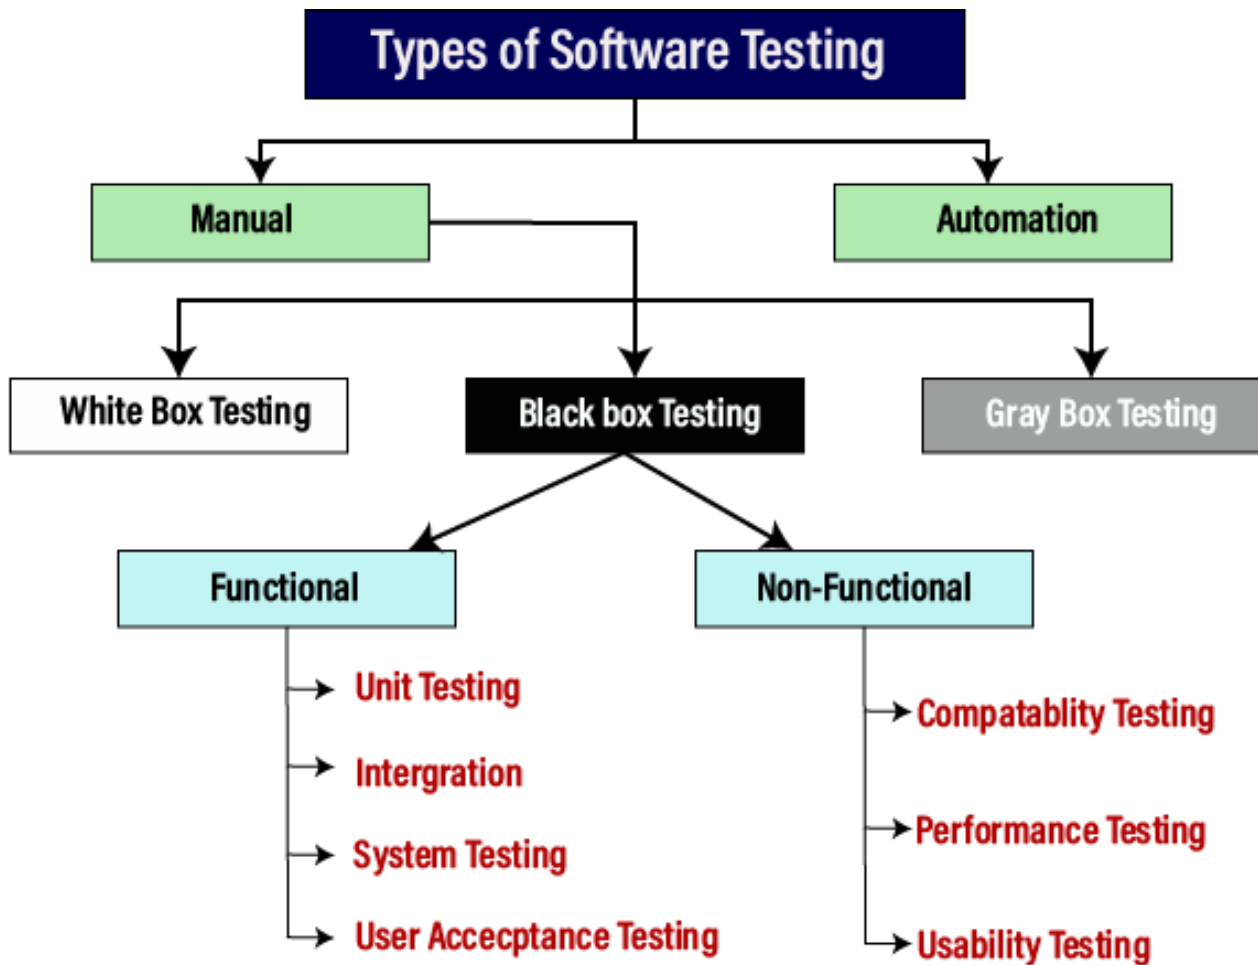 Types of Software Testing
Manual
Automation
White Box Testing
Black box Testing
Gray Box Testing
Functional
Non-Functional
Unit Testing
Intergration
System Testing
User Accecptance Testing
Compatablity Testing
Performance Testing
Usability Testing